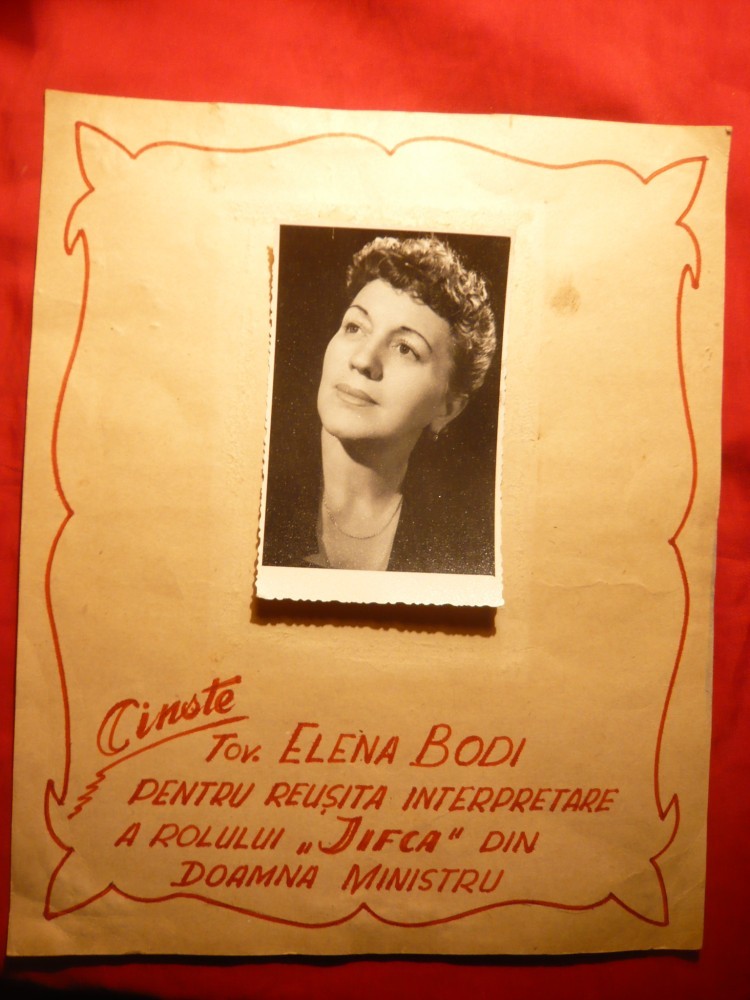 Cinste
Tov. ELENA BODI
PENTRU REUȘITA INTERPRETARE
A ROLULUI „JIFCA" DIN
DOAMNA MINISTRU